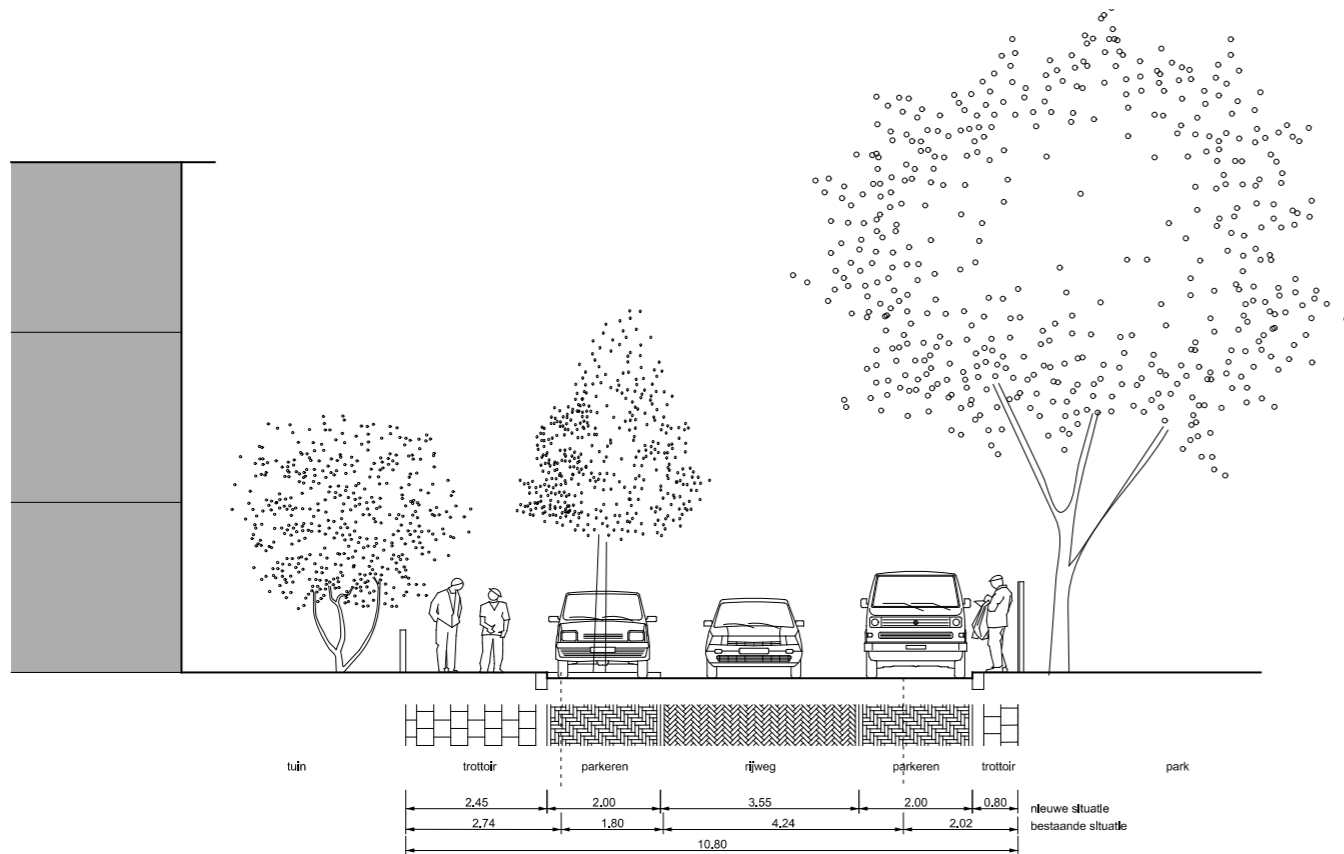 tuin trottoir parkeren rijweg parkeren trottoir park
2.45 2.00 3.55 2.00 0.80 nieuwe situatie
2.74 1.80 4.24 2.02 bestaande situatie
10.80